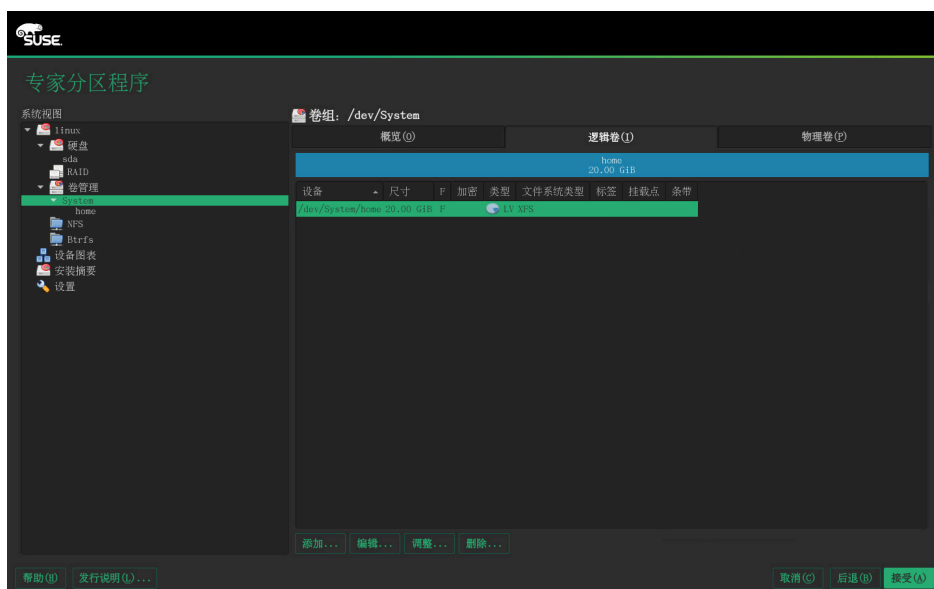 SUSE.
专家分区程序
系统视图
linux
硬盘
sda
RAID
卷管理
System
home
NFS
Btrfs
设备图表
安装摘要
设置
卷组：/dev/System
概览(O) 逻辑卷(I) 物理卷(P)
home
20.00 GiB
设备 尺寸 F 加密 类型 文件系统类型 标签 挂载点 条带
/dev/System/home 20.00 GiB F LV XFS
添加... 编辑... 调整... 删除...
帮助(H) 发行说明(L)... 取消(C) 后退(B) 接受(A)